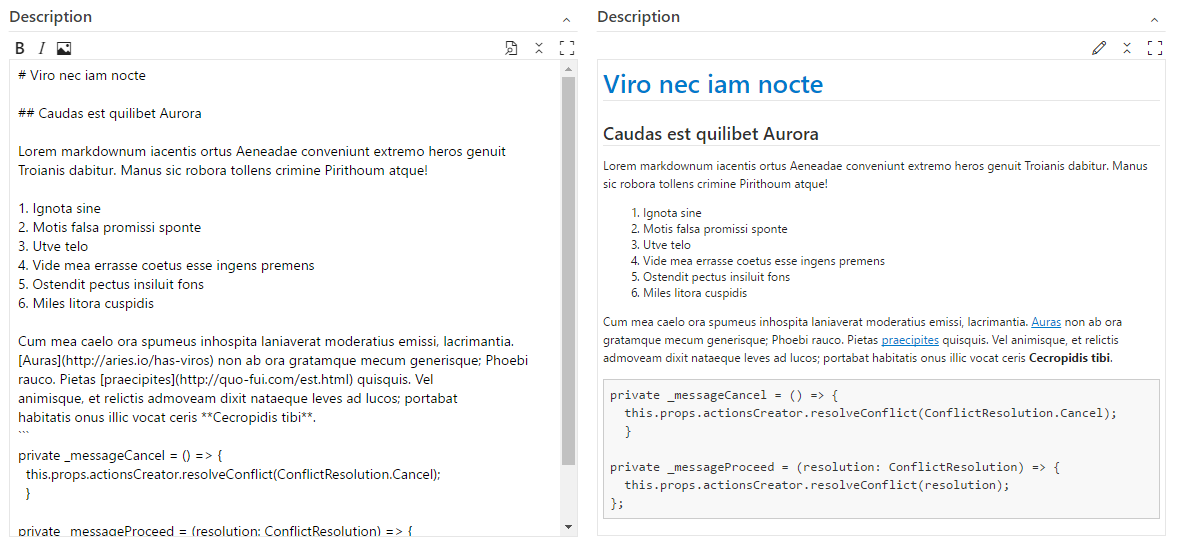 Description
B I
# Viro nec iam nocte
## Caudas est quilibet Aurora
Lorem markdownum iacentis ortus Aeneadae conveniunt extremo heros genuit
Troianis dabitur. Manus sic robora tollens crimine Pirithoum atque!
1. Ignota sine
2. Motis falsa promissi sponte
3. Utve telo
4. Vide mea errasse coetus esse ingens premens
5. Ostendit pectus insiluit fons
6. Miles litora cuspidis
Cum mea caelo ora spumeus inhospita laniaverat moderatius emissi, lacrimantia.
[Auras](http://aries.io/has-viros) non ab ora gratamque mecum generisque; Phoebi
rauco. Pietas [praecipites](http://quo-fui.com/est.html) quisquis. Vel
animisque, et relictis admoveam dixit nataeque leves ad lucos; portabat
habitatis onus illic vocat ceris **Cecropidis tibi**.
```
private _messageCancel = () => {
  this.props.actionsCreator.resolveConflict(ConflictResolution.Cancel);
  }
private _messageProceed = (resolution: ConflictResolution) => {
Description
Viro nec iam nocte
Caudas est quilibet Aurora
Lorem markdownum iacentis ortus Aeneadae conveniunt extremo heros genuit Troianis dabitur. Manus
sic robora tollens crimine Pirithoum atque!
1. Ignota sine
2. Motis falsa promissi sponte
3. Utve telo
4. Vide mea errasse coetus esse ingens premens
5. Ostendit pectus insiluit fons
6. Miles litora cuspidis
Cum mea caelo ora spumeus inhospita laniaverat moderatius emissi, lacrimantia. Auras non ab ora
gratamque mecum generisque; Phoebi rauco. Pietas praecipites quisquis. Vel animisque, et relictis
admoveam dixit nataeque leves ad lucos; portabat habitatis onus illic vocat ceris Cecropidis tibi.
private _messageCancel = () => {
  this.props.actionsCreator.resolveConflict(ConflictResolution.Cancel);
  }
private _messageProceed = (resolution: ConflictResolution) => {
  this.props.actionsCreator.resolveConflict(resolution);
};